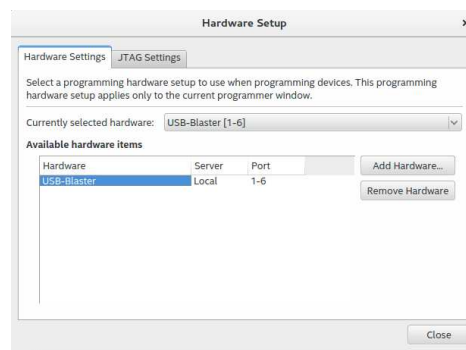 Hardware Setup
Hardware Settings JTAG Settings
Select a programming hardware setup to use when programming devices. This programming
hardware setup applies only to the current programmer window.
Currently selected hardware: USB-Blaster [1-6]
Available hardware items
Hardware Server Port
USB-Blaster Local 1-6
Add Hardware...
Remove Hardware
Close